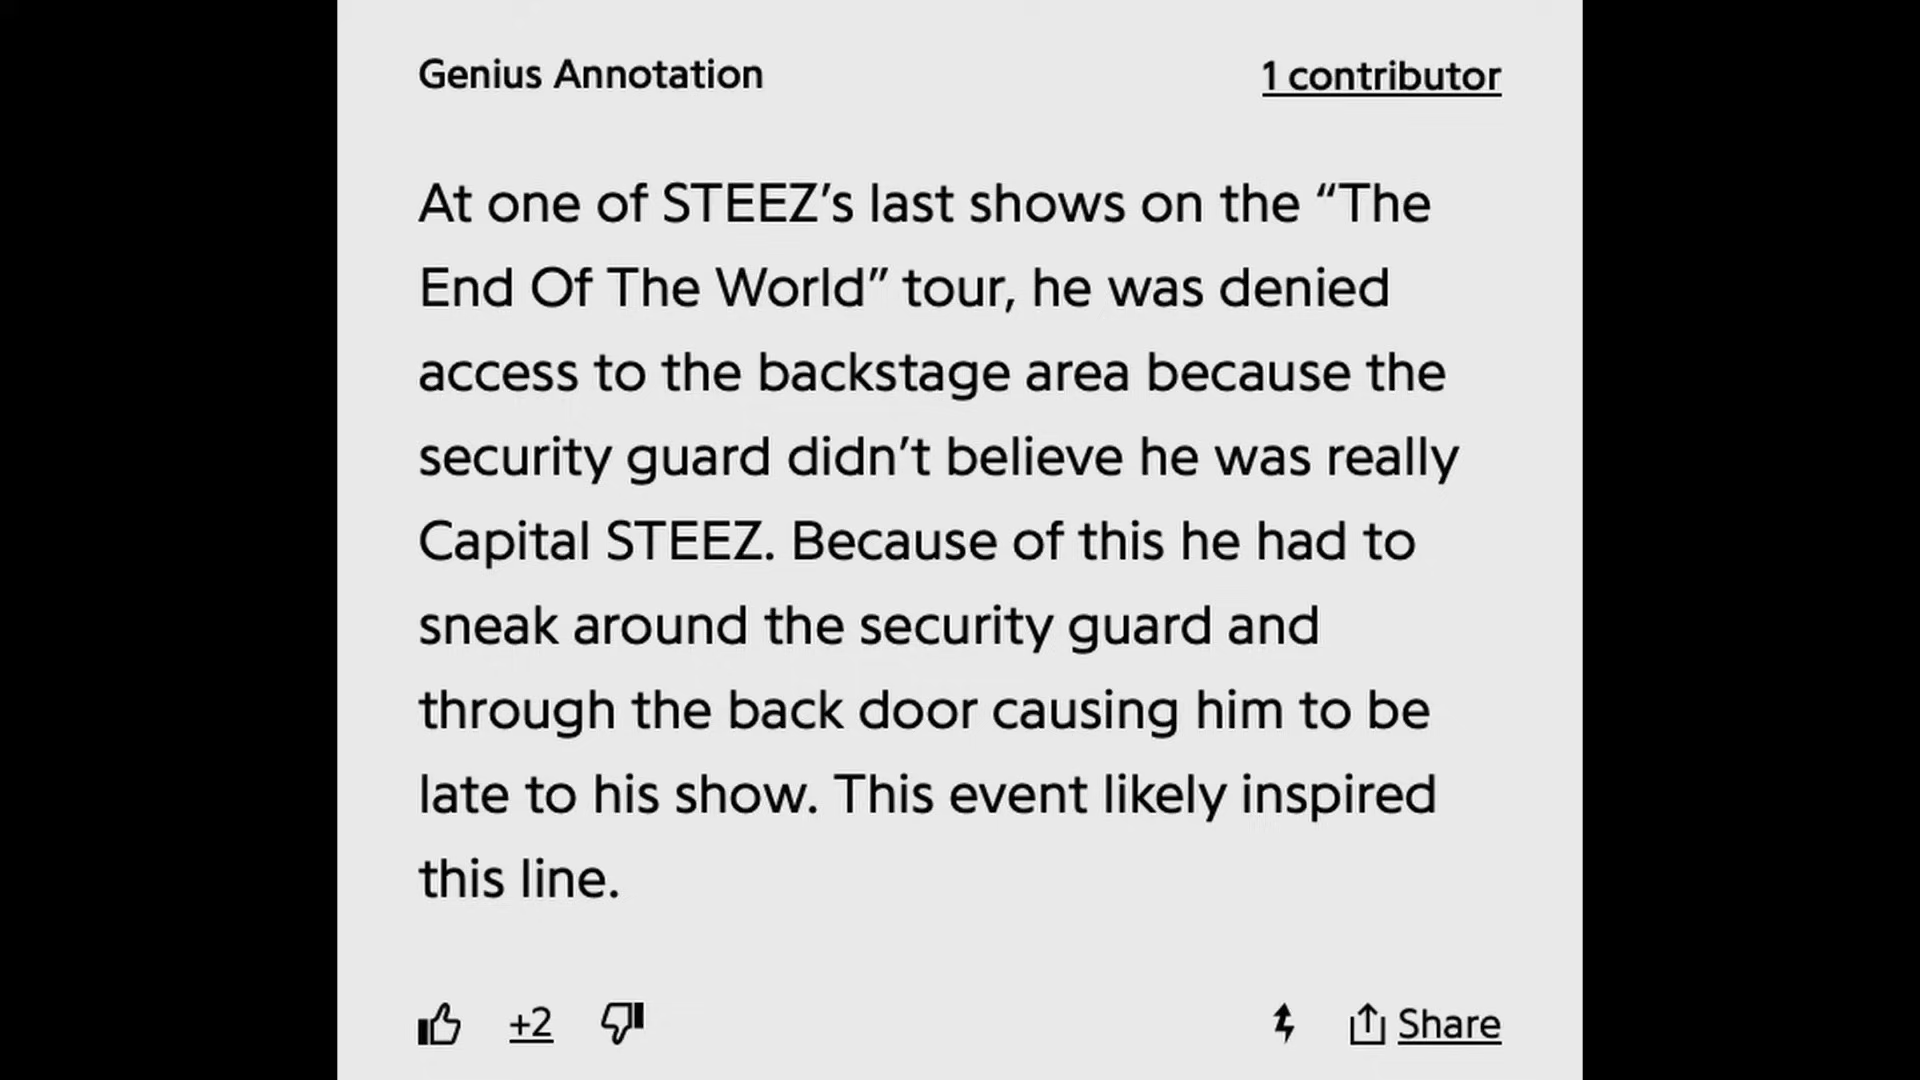 Genius Annotation
1 contributor
At one of STEEZ’s last shows on the “The
End Of The World” tour, he was denied
access to the backstage area because the
security guard didn’t believe he was really
Capital STEEZ. Because of this he had to
sneak around the security guard and
through the back door causing him to be
late to his show. This event likely inspired
this line.
+2
Share